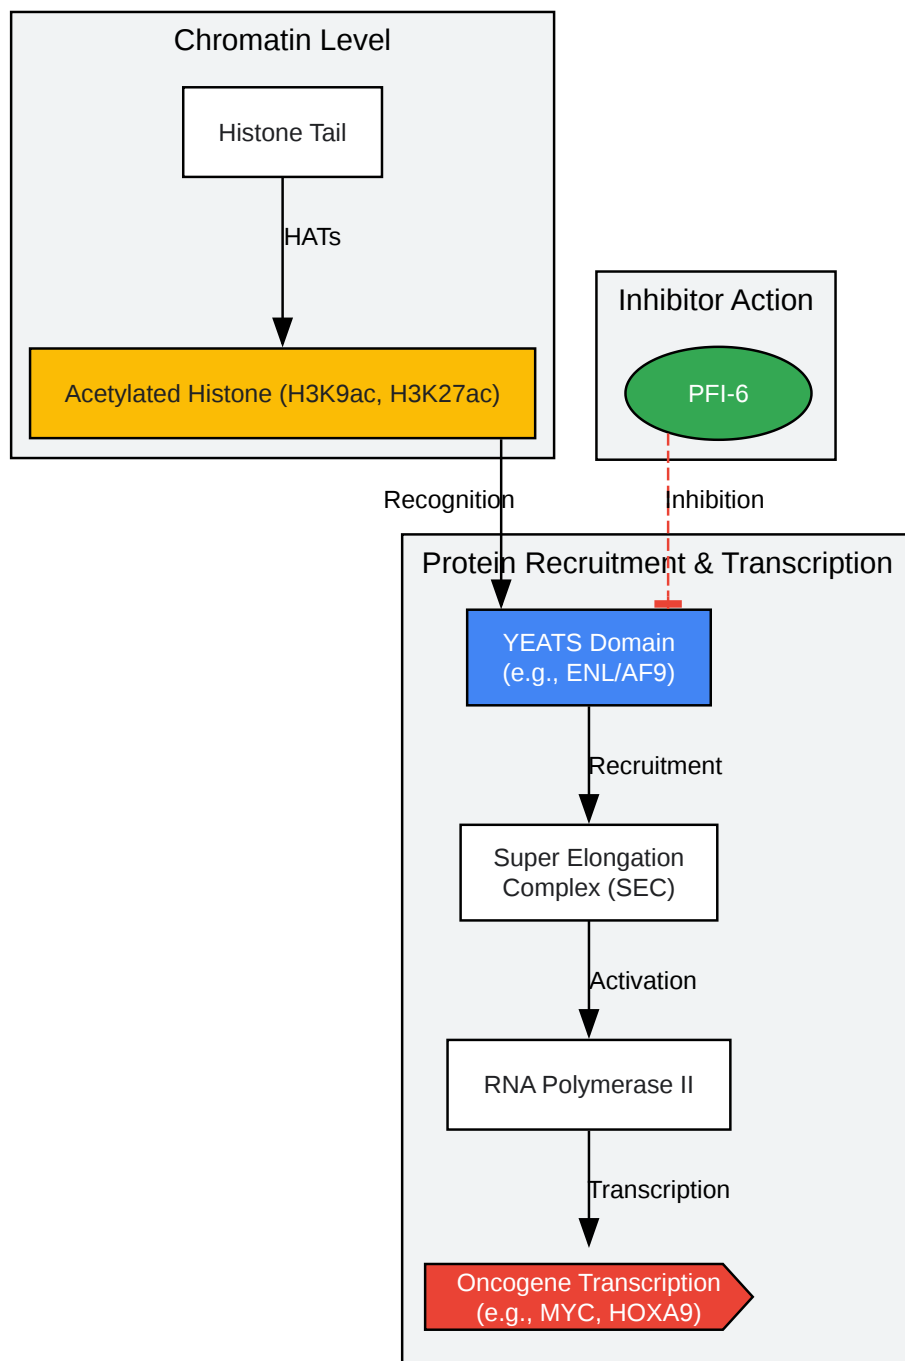 Chromatin Level
Histone Tail
HATs
Acetylated Histone (H3K9ac, H3K27ac)
Inhibitor Action
PFI-6
Recognition
Inhibition
Protein Recruitment & Transcription
YEATS Domain
(e.g., ENL/AF9)
Recruitment
Super Elongation
Complex (SEC)
Activation
RNA Polymerase II
Transcription
Oncogene Transcription
(e.g., MYC, HOXA9)